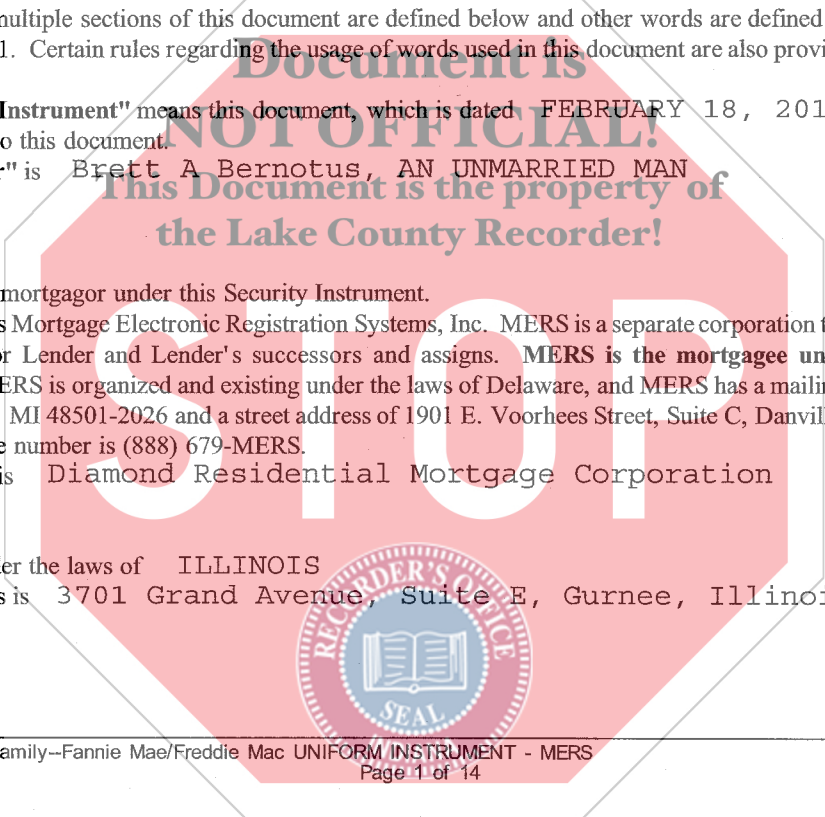 multiple sections of this document are defined below and other words are defined
1. Certain rules regarding the usage of words used in this document are also provi
Document is
Instrument" means this document, which is dated FEBRUARY 18, 201
NOT OFFICIAL!
o this document.
r" is Brett A Bernotus, AN UNMARRIED MAN
This Document is the property of
the Lake County Recorder!
mortgagor under this Security Instrument.
s Mortgage Electronic Registration Systems, Inc. MERS is a separate corporation t
r Lender and Lender's successors and assigns. MERS is the mortgagee un
ERS is organized and existing under the laws of Delaware, and MERS has a mailin
MI 48501-2026 and a street address of 1901 E. Voorhees Street, Suite C, Danvil
e number is (888) 679-MERS.
STOP
is Diamond Residential Mortgage Corporation
er the laws of ILLINOIS
s is 3701 Grand Avenue, Suite E, Gurnee, Illinoi
RECORDER'S OFFICE
SEAL
amily--Fannie Mae/Freddie Mac UNIFORM INSTRUMENT - MERS
Page 1 of 14